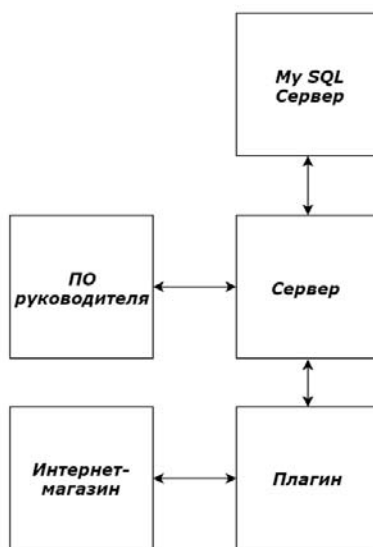 My SQL
Сервер
ПО
руководителя
Сервер
Интернет-
магазин
Плагин